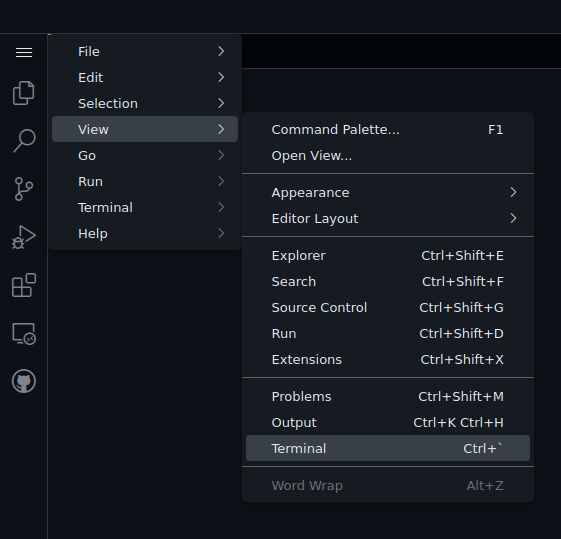 File
Edit
Selection
View
Go
Run
Terminal
Help
Command Palette... F1
Open View...
Appearance
Editor Layout
Explorer Ctrl+Shift+E
Search Ctrl+Shift+F
Source Control Ctrl+Shift+G
Run Ctrl+Shift+D
Extensions Ctrl+Shift+X
Problems Ctrl+Shift+M
Output Ctrl+K Ctrl+H
Terminal Ctrl+`
Word Wrap Alt+Z